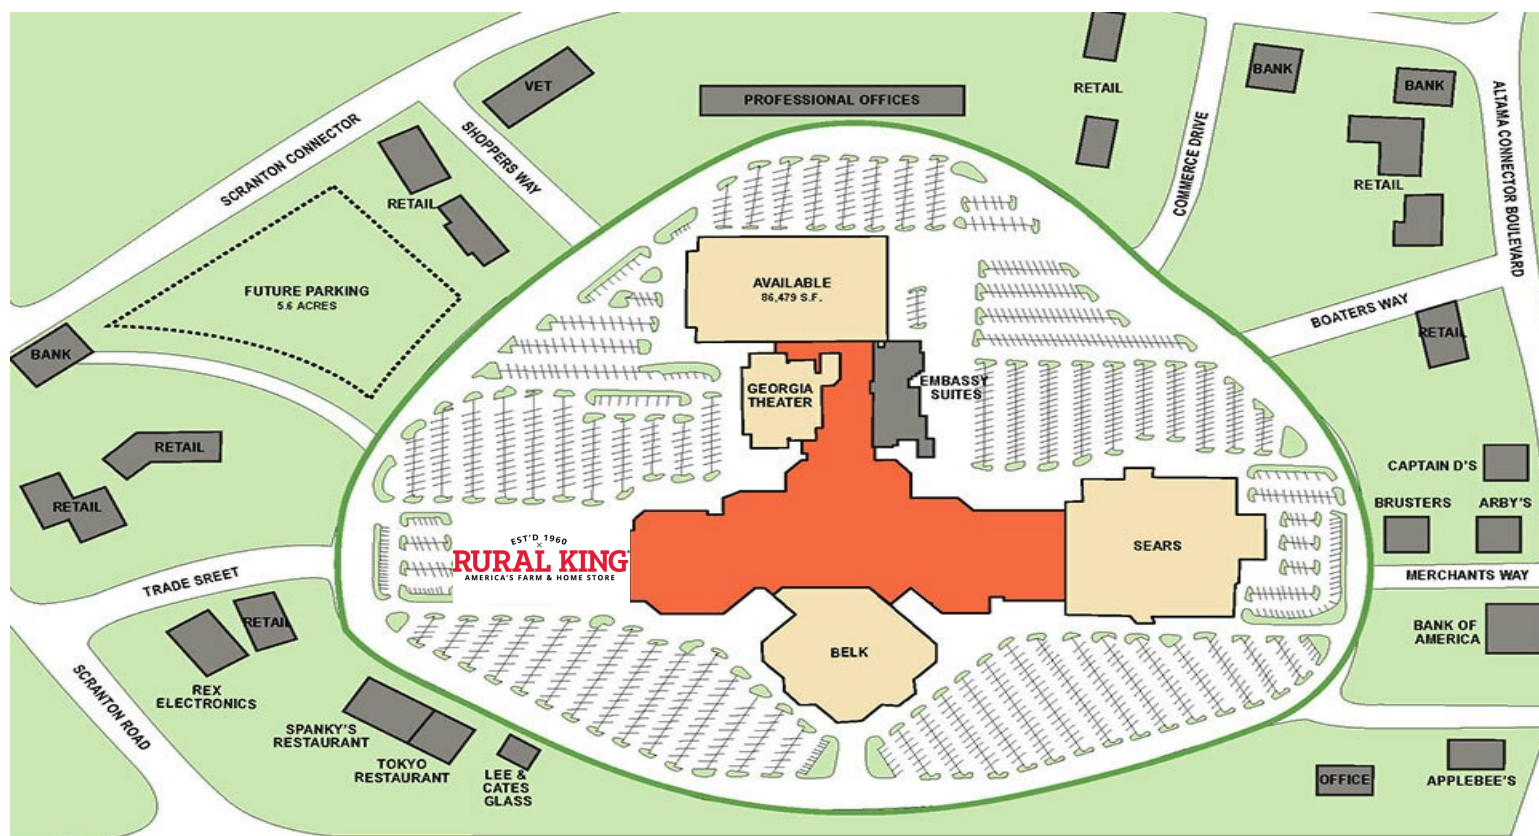 VET
PROFESSIONAL OFFICES
RETAIL
BANK
BANK
ALTAMA CONNECTOR BOULEVARD
SCRANTON CONNECTOR
SHOPPERS WAY
COMMERCE DRIVE
RETAIL
RETAIL
FUTURE PARKING
5.6 ACRES
AVAILABLE
86,479 S.F.
BOATERS WAY
RETAIL
BANK
GEORGIA
THEATER
EMBASSY
SUITES
RETAIL
CAPTAIN D'S
RETAIL
BRUSTERS
ARBY'S
EST'D 1960
×
RURAL KING
AMERICA'S FARM & HOME STORE
SEARS
TRADE SREET
MERCHANTS WAY
RETAIL
BANK OF
AMERICA
BELK
REX
ELECTRONICS
SCRANTON ROAD
SPANKY'S
RESTAURANT
TOKYO
RESTAURANT
LEE &
CATES
GLASS
OFFICE
APPLEBEE'S